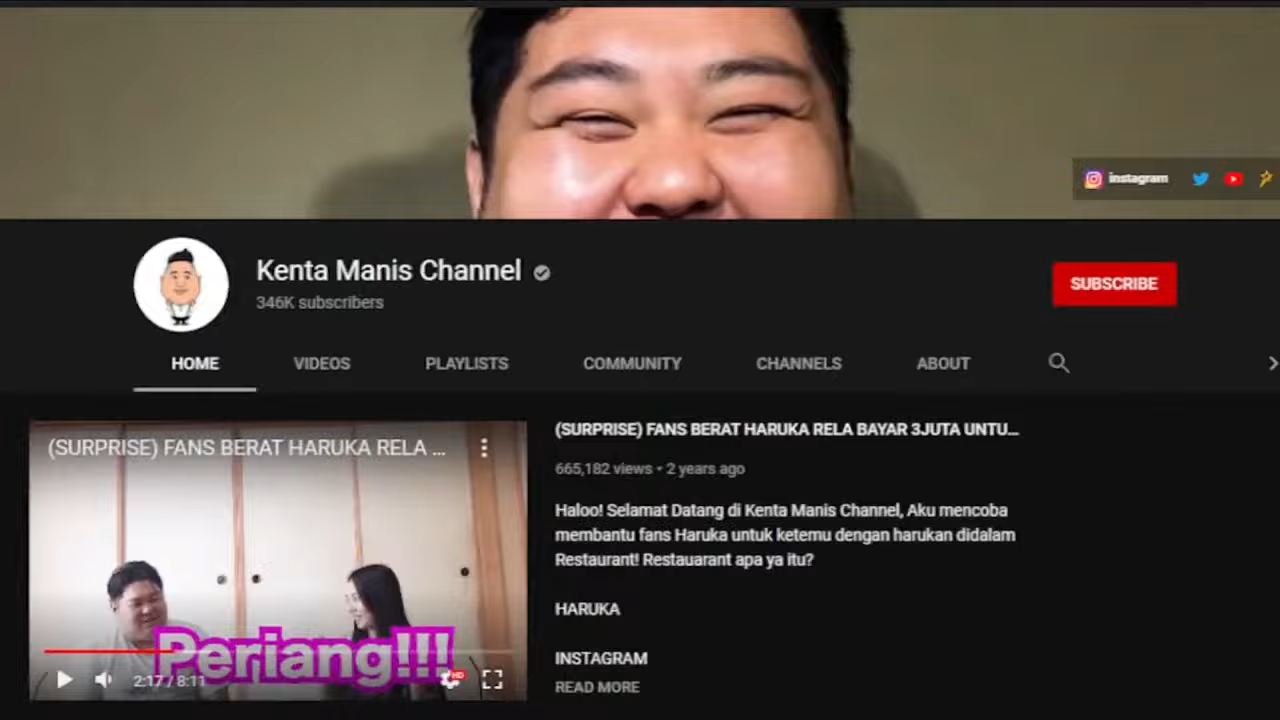 instagram
Kenta Manis Channel
346K subscribers
SUBSCRIBE
HOME VIDEOS PLAYLISTS COMMUNITY CHANNELS ABOUT
(SURPRISE) FANS BERAT HARUKA RELA ...
Periang!!!
2:17 / 8:11
HD
(SURPRISE) FANS BERAT HARUKA RELA BAYAR 3JUTA UNTU...
665,182 views • 2 years ago
Haloo! Selamat Datang di Kenta Manis Channel, Aku mencoba
membantu fans Haruka untuk ketemu dengan harukan didalam
Restaurant! Restauarant apa ya itu?
HARUKA
INSTAGRAM
READ MORE